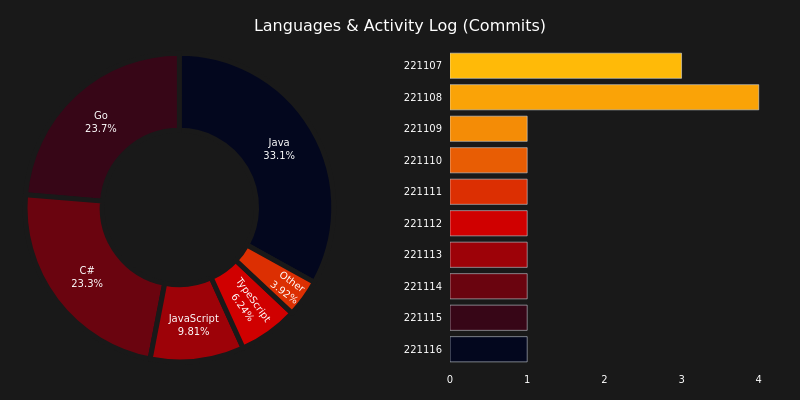 Languages & Activity Log (Commits)
Go
23.7%
Java
33.1%
C#
23.3%
JavaScript
9.81%
TypeScript
6.24%
Other
3.92%
221107
221108
221109
221110
221111
221112
221113
221114
221115
221116
0 1 2 3 4